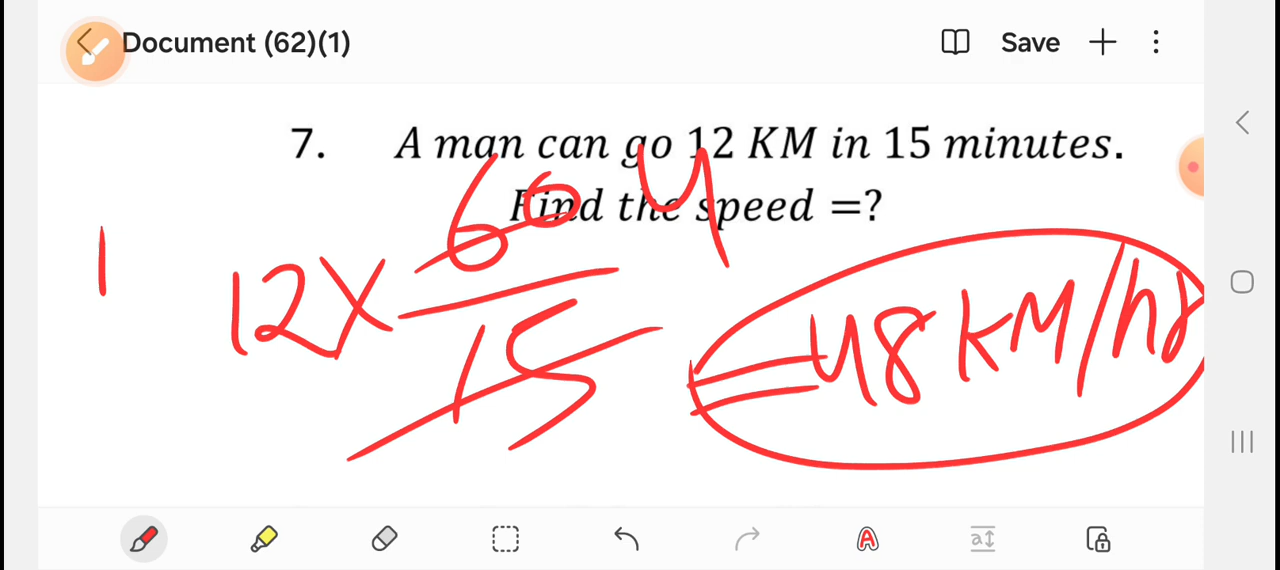 Document (62)(1)
Save
7. A man can go 12 KM in 15 minutes.
Find the speed =?
1
60 4
12 X
15
= 48 KM/hr
A
a